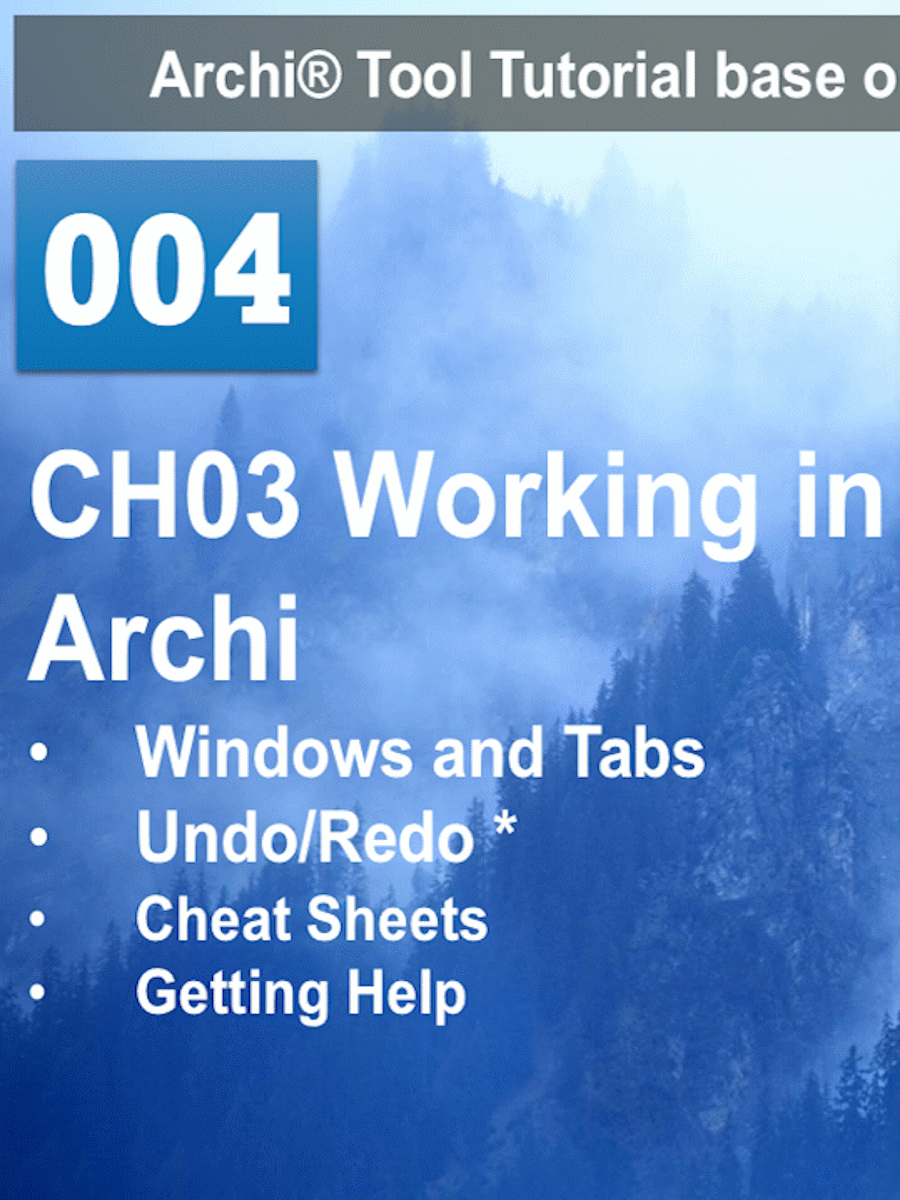 Archi® Tool Tutorial base o
004
CH03 Working in
Archi
• Windows and Tabs
• Undo/Redo *
• Cheat Sheets
• Getting Help